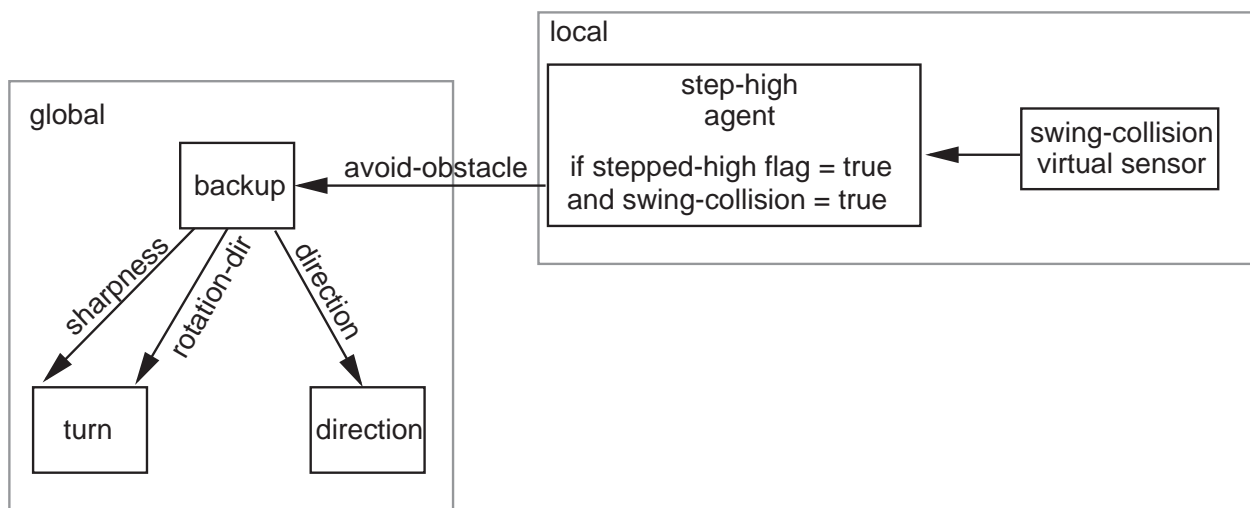 local
step-high
agent
if stepped-high flag = true
and swing-collision = true
swing-collision
virtual sensor
global
avoid-obstacle
backup
sharpness
rotation-dir
direction
turn
direction